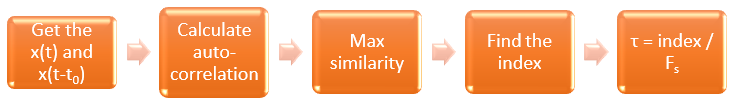 Get the
x(t) and
x(t-t₀)
Calculate
auto-
correlation
Max
similarity
Find the
index
τ = index /
Fₛ